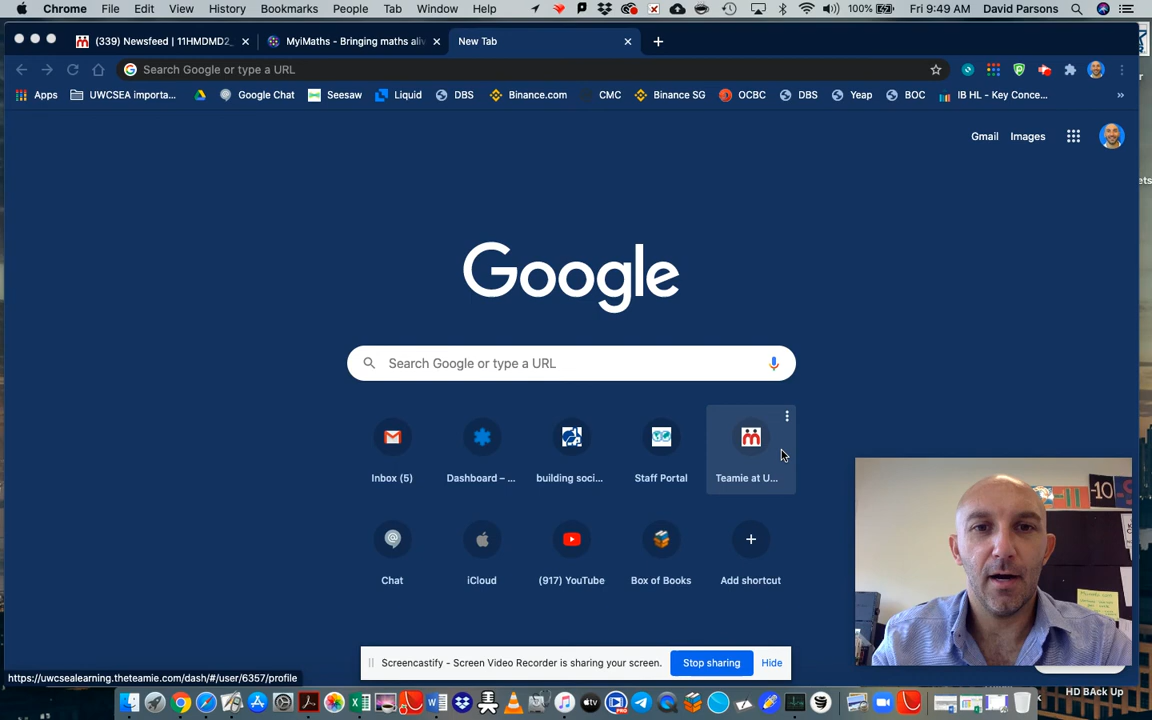 Chrome File Edit View History Bookmarks People Tab Window Help 100% Fri 9:49 AM David Parsons
(339) Newsfeed | 11HMDMD2_ MyiMaths - Bringing maths aliv New Tab
Search Google or type a URL
Apps UWCSEA importa... Google Chat Seesaw Liquid DBS Binance.com CMC Binance SG OCBC DBS Yeap BOC IB HL - Key Conce... »
Gmail Images
Google
Search Google or type a URL
Inbox (5) Dashboard – ... building soci... Staff Portal Teamie at U...
Chat iCloud (917) YouTube Box of Books Add shortcut
-11 -10
Screencastify - Screen Video Recorder is sharing your screen. Stop sharing Hide
https://uwcsealearning.theteamie.com/dash/#/user/6357/profile
HD BAck Up